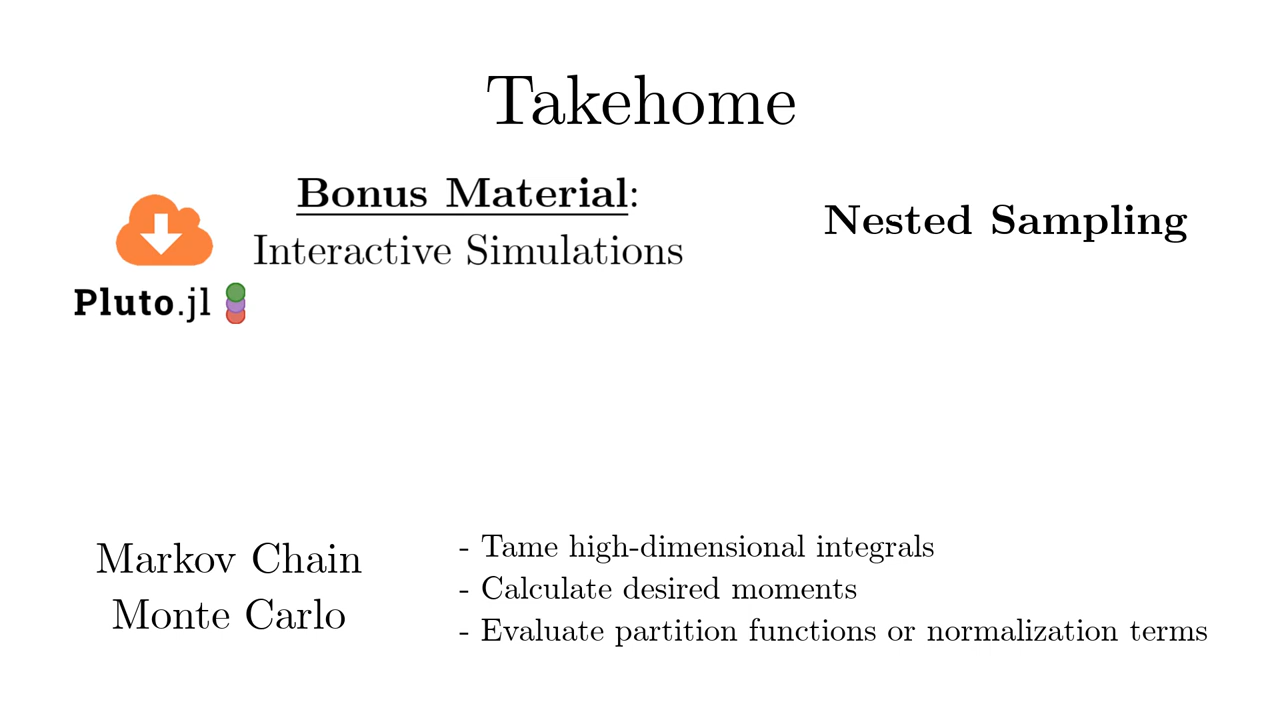 Takehome
Bonus Material:
Interactive Simulations
Pluto.jl
Nested Sampling
Markov Chain
Monte Carlo
- Tame high-dimensional integrals
- Calculate desired moments
- Evaluate partition functions or normalization terms